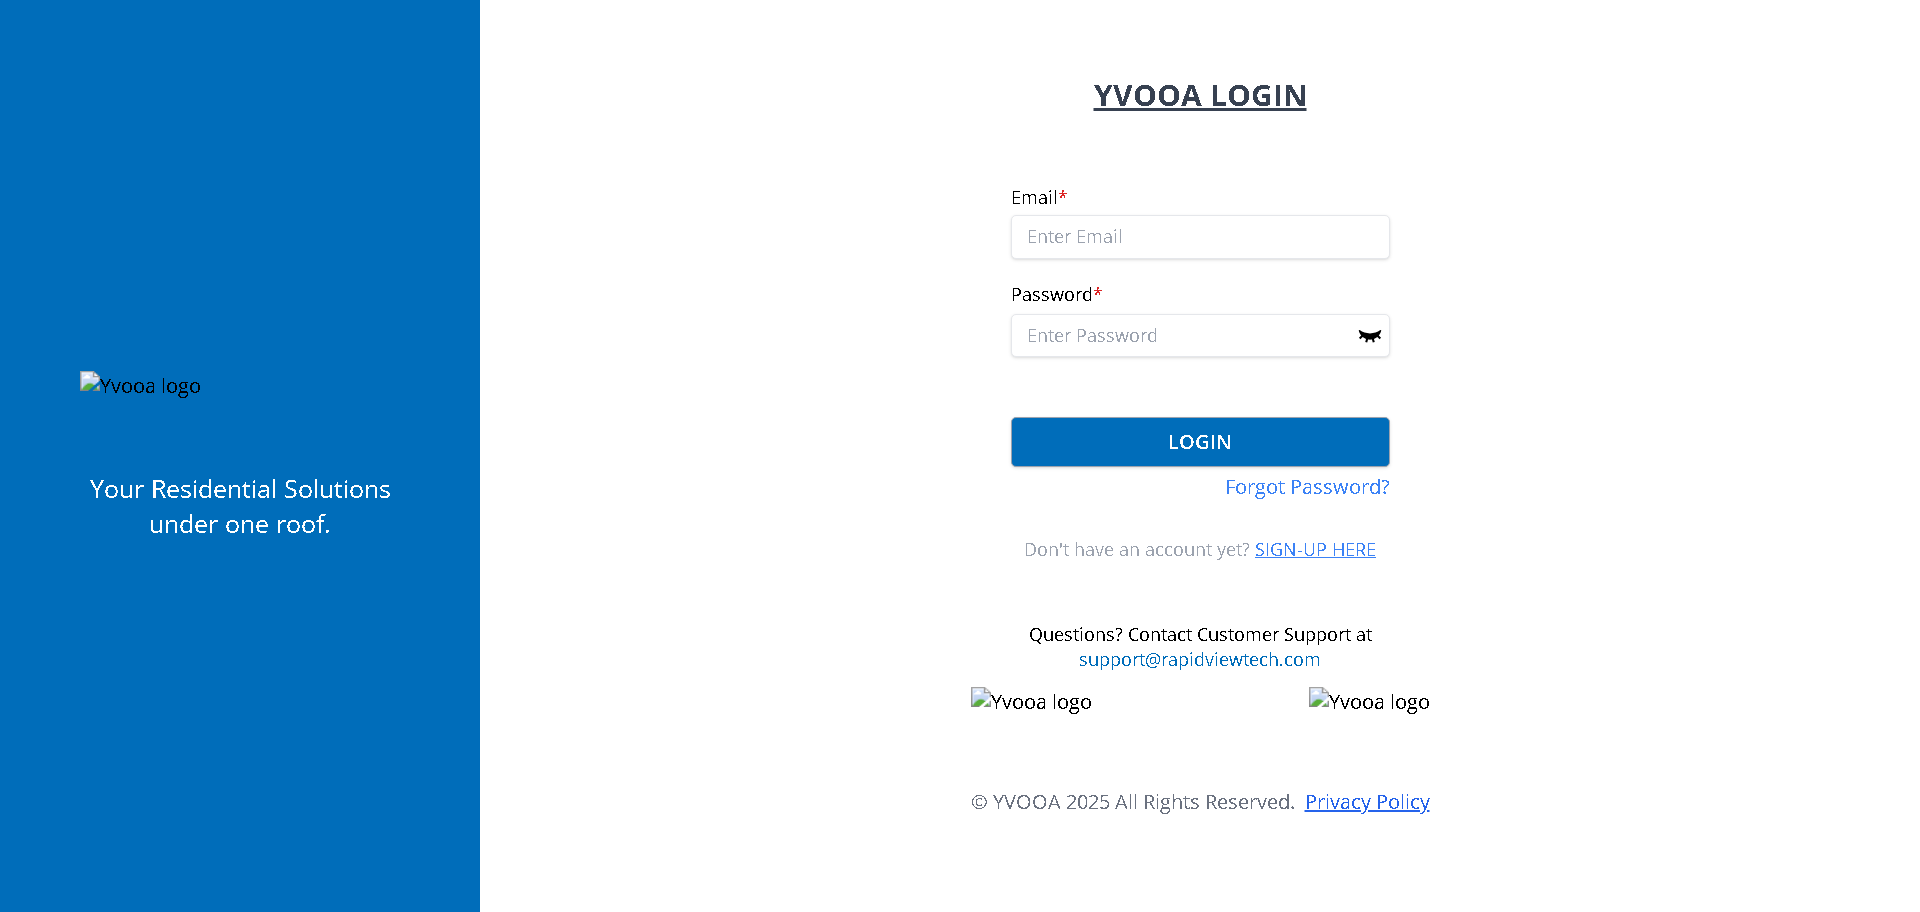 Yvooa logo
Your Residential Solutions
under one roof.
YVOOA LOGIN
Email*
Enter Email
Password*
Enter Password
LOGIN
Forgot Password?
Don't have an account yet? SIGN-UP HERE
Questions? Contact Customer Support at
support@rapidviewtech.com
Yvooa logo Yvooa logo
© YVOOA 2025 All Rights Reserved. Privacy Policy